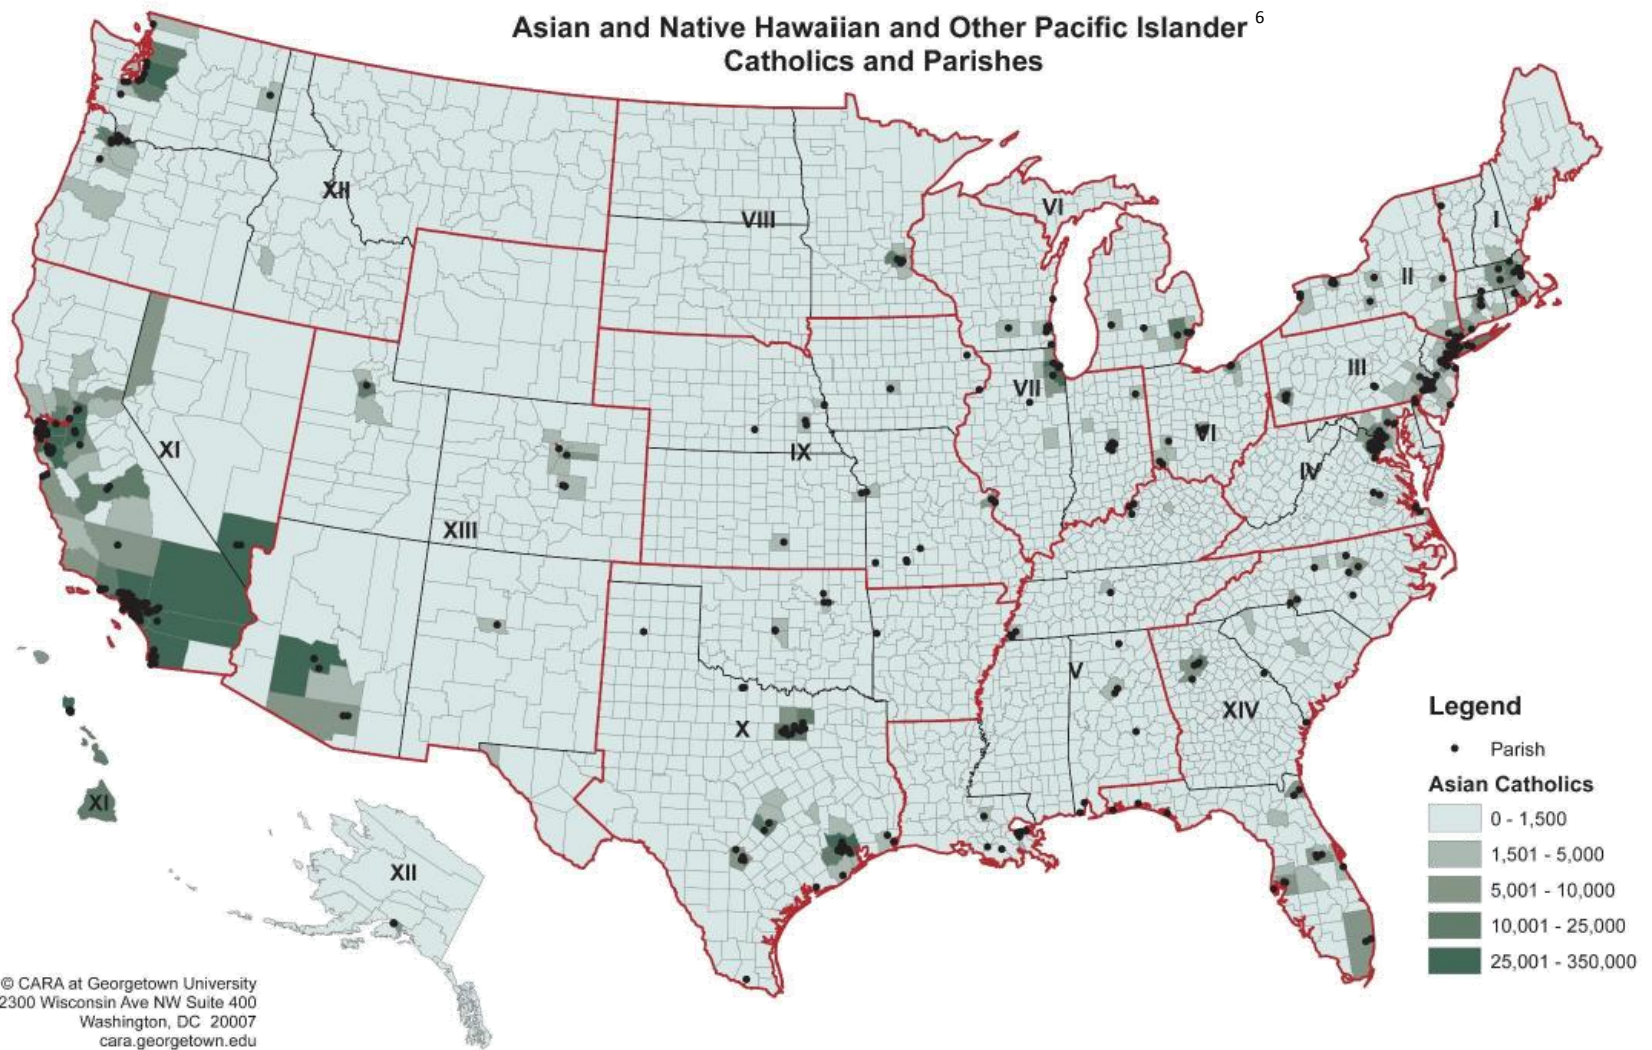 Asian and Native Hawaiian and Other Pacific Islander 6
Catholics and Parishes
XII
VIII
VI
I
II
III
VII
VI
IV
XI
IX
XIII
V
X
XIV
XI
XII
Legend
Parish
Asian Catholics
0 - 1,500
1,501 - 5,000
5,001 - 10,000
10,001 - 25,000
25,001 - 350,000
© CARA at Georgetown University
2300 Wisconsin Ave NW Suite 400
Washington, DC 20007
cara.georgetown.edu